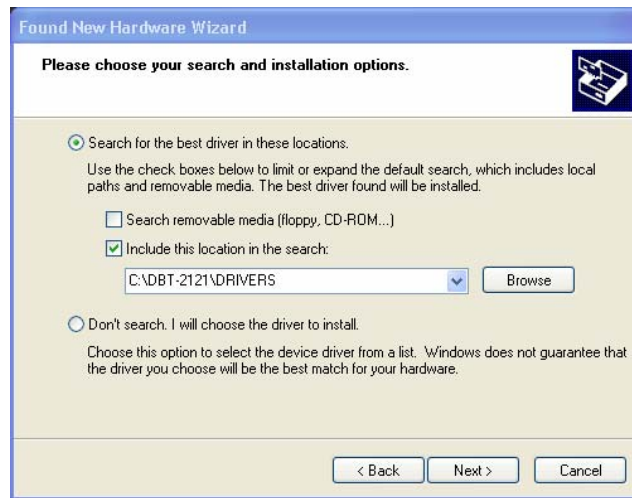 Found New Hardware Wizard
Please choose your search and installation options.
Search for the best driver in these locations.
Use the check boxes below to limit or expand the default search, which includes local
paths and removable media. The best driver found will be installed.
Search removable media (floppy, CD-ROM...)
Include this location in the search:
C:\DBT-2121\DRIVERS
Browse
Don't search. I will choose the driver to install.
Choose this option to select the device driver from a list. Windows does not guarantee that
the driver you choose will be the best match for your hardware.
< Back Next > Cancel